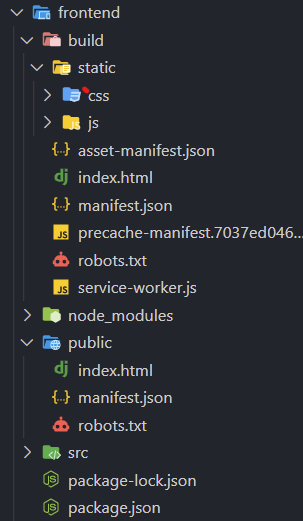 frontend
build
static
css
js
asset-manifest.json
index.html
manifest.json
precache-manifest.7037ed046...
robots.txt
service-worker.js
node_modules
public
index.html
manifest.json
robots.txt
src
package-lock.json
package.json